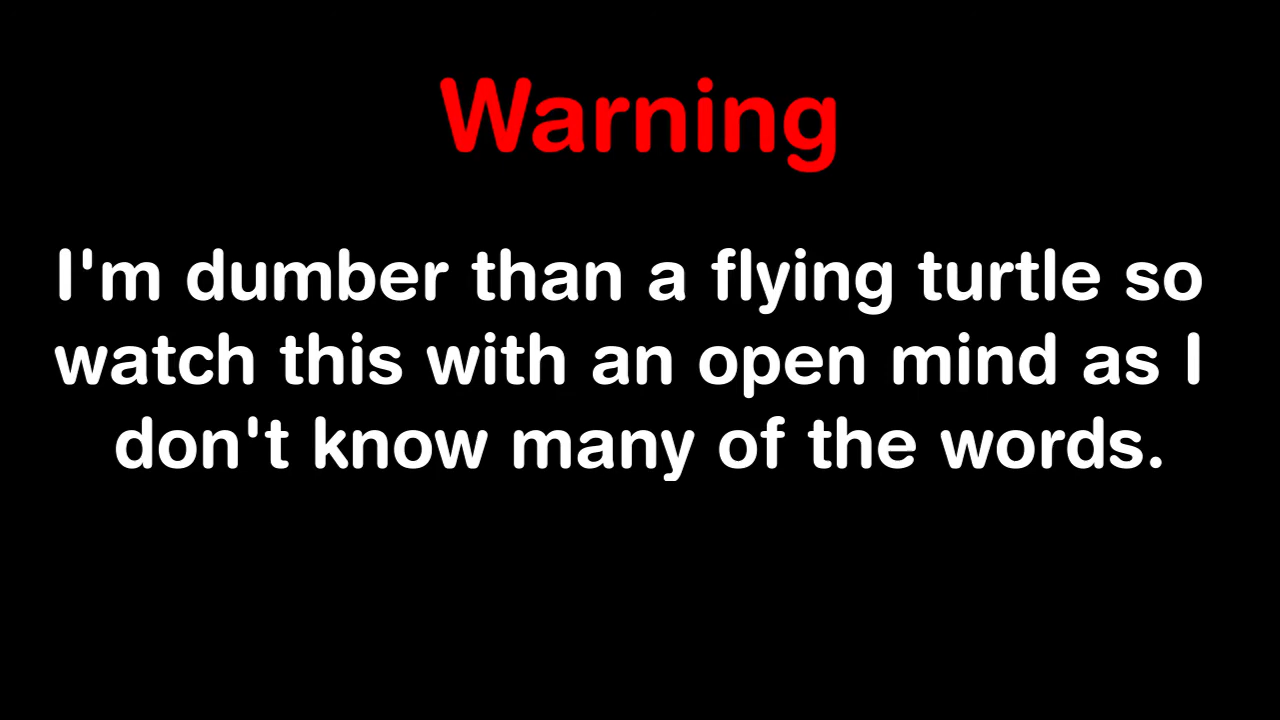 Warning
I'm dumber than a flying turtle so
watch this with an open mind as I
don't know many of the words.